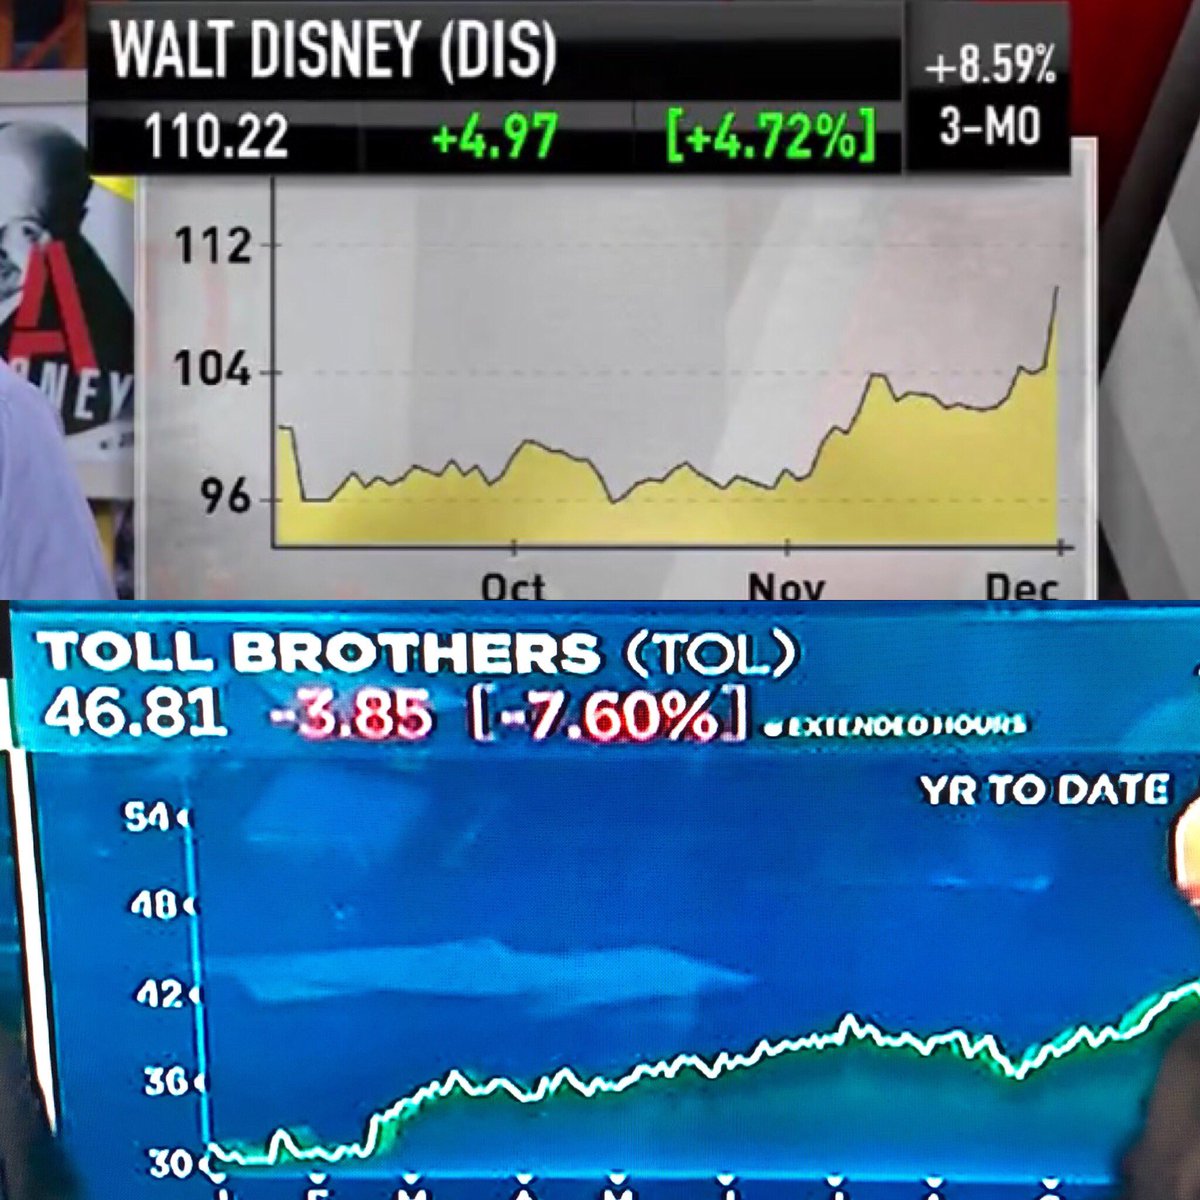 WALT DISNEY (DIS)
110.22 +4.97 [+4.72%]
+8.59%
3-MO
112
104
96
Oct Nov Dec
A
NEY
TOLL BROTHERS (TOL)
46.81 -3.85 [-7.60%] EXTENDED HOURS
YR TO DATE
54
48
42
36
30